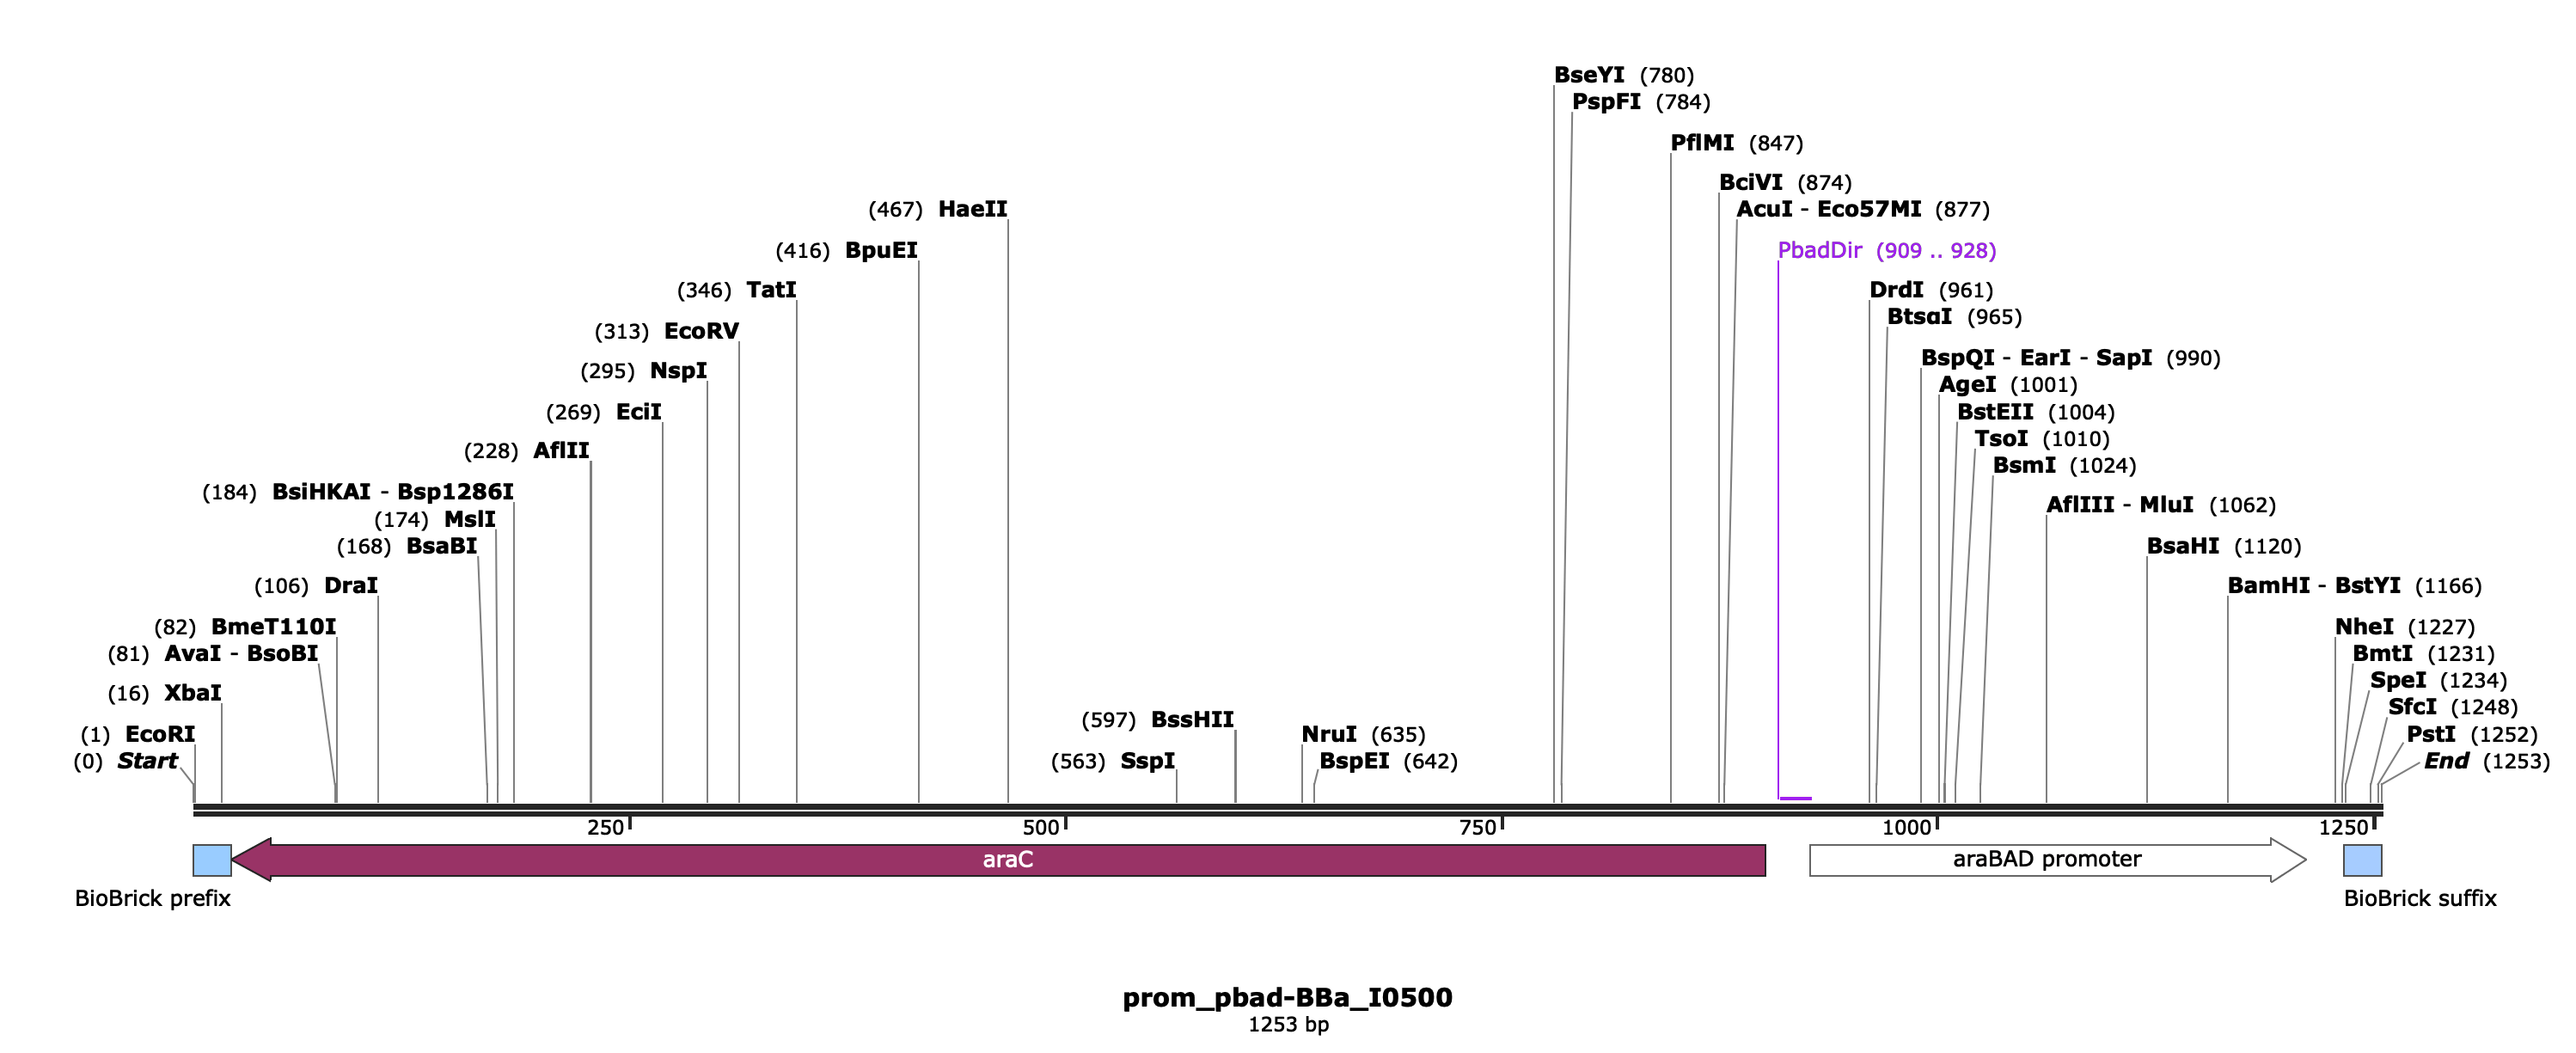 BseYI (780)
PspFI (784)
PflMI (847)
BciVI (874)
(467) HaeII
AcuI - Eco57MI (877)
(416) BpuEI
PbadDir (909 .. 928)
(346) TatI
DrdI (961)
BtsαI (965)
(313) EcoRV
BspQI - EarI - SapI (990)
(295) NspI
AgeI (1001)
(269) EciI
BstEII (1004)
TsoI (1010)
(228) AflII
BsmI (1024)
(184) BsiHKAI - Bsp1286I
AflIII - MluI (1062)
(174) MslI
(168) BsaBI
BsaHI (1120)
(106) DraI
BamHI - BstYI (1166)
(82) BmeT110I
NheI (1227)
(81) AvaI - BsoBI
BmtI (1231)
SpeI (1234)
(16) XbaI
SfcI (1248)
(597) BssHII
(1) EcoRI
NruI (635)
PstI (1252)
(0) Start
(563) SspI
BspEI (642)
End (1253)
250
500
750
1000
1250
araC
araBAD promoter
BioBrick prefix
BioBrick suffix
prom_pbad-BBa_I0500
1253 bp